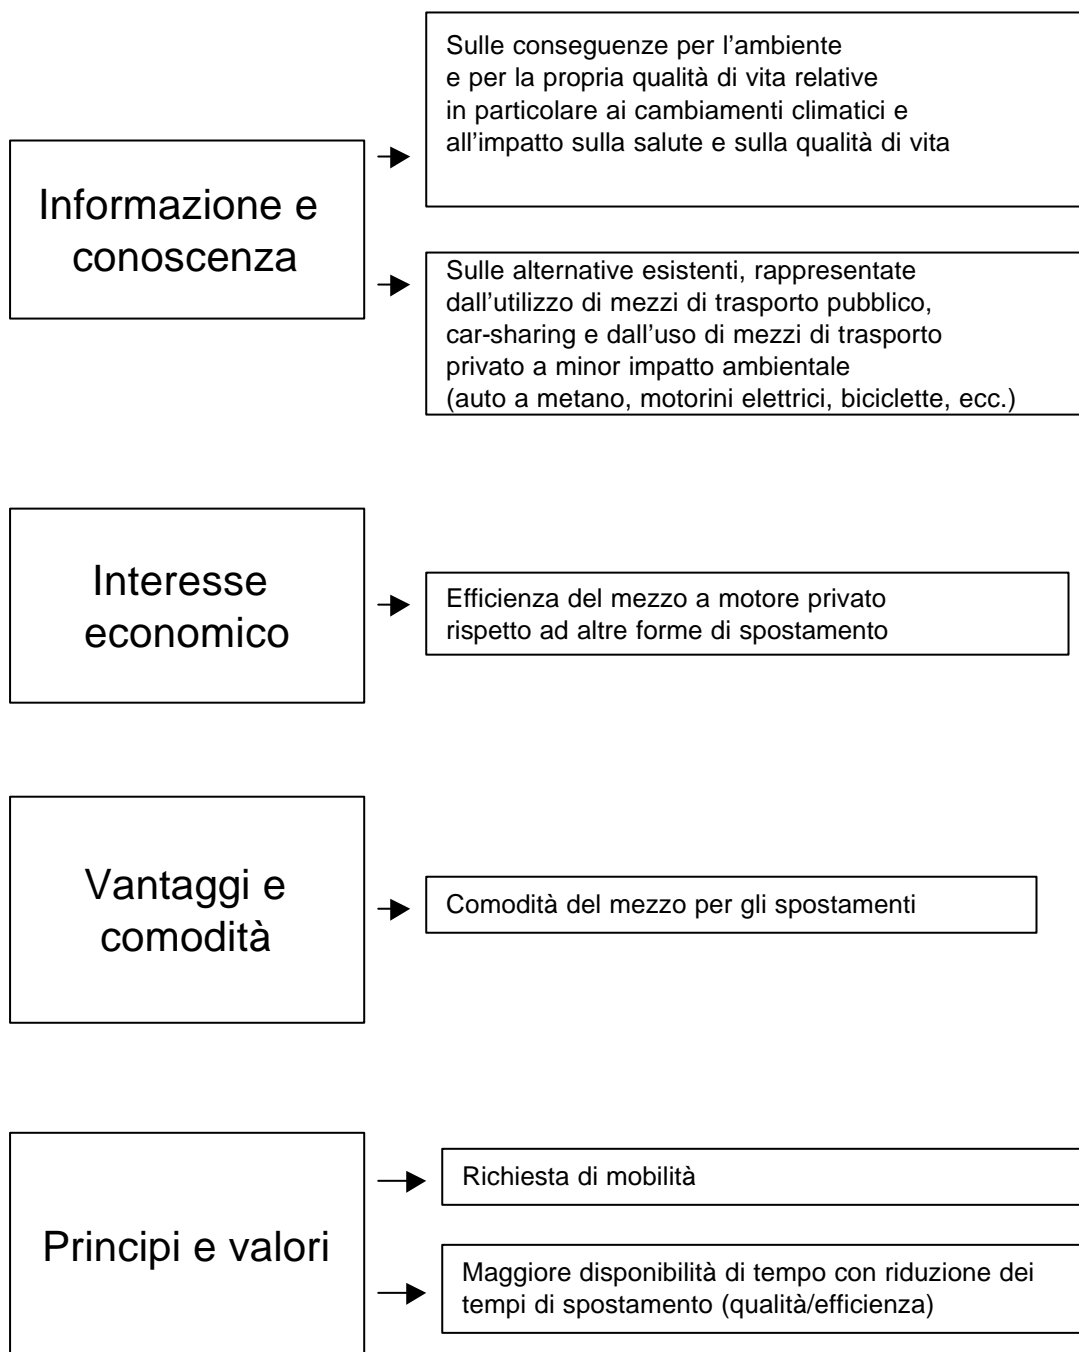 Informazione e
conoscenza
Sulle conseguenze per l'ambiente
e per la propria qualità di vita relative
in particolare ai cambiamenti climatici e
all'impatto sulla salute e sulla qualità di vita
Sulle alternative esistenti, rappresentate
dall'utilizzo di mezzi di trasporto pubblico,
car-sharing e dall'uso di mezzi di trasporto
privato a minor impatto ambientale
(auto a metano, motorini elettrici, biciclette, ecc.)
Interesse
economico
Efficienza del mezzo a motore privato
rispetto ad altre forme di spostamento
Vantaggi e
comodità
Comodità del mezzo per gli spostamenti
Principi e valori
Richiesta di mobilità
Maggiore disponibilità di tempo con riduzione dei
tempi di spostamento (qualità/efficienza)